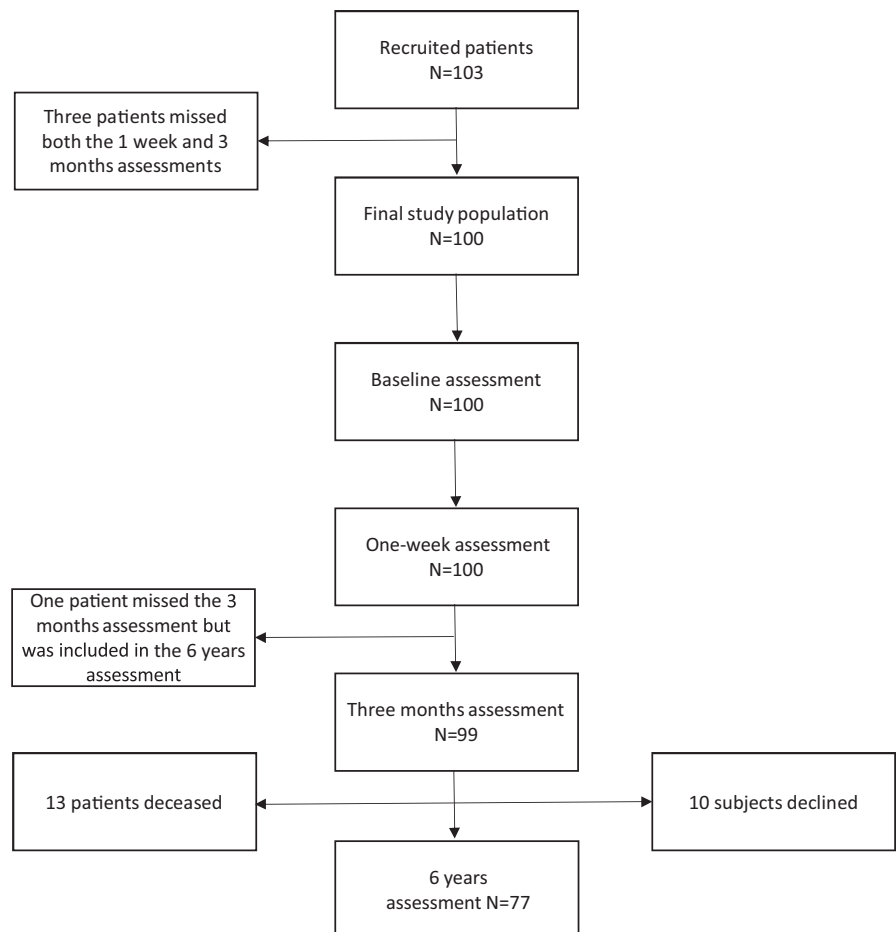 Recruited patients
N=103
Three patients missed
both the 1 week and 3
months assessments
Final study population
N=100
Baseline assessment
N=100
One-week assessment
N=100
One patient missed the 3
months assessment but
was included in the 6 years
assessment
Three months assessment
N=99
13 patients deceased
10 subjects declined
6 years
assessment N=77